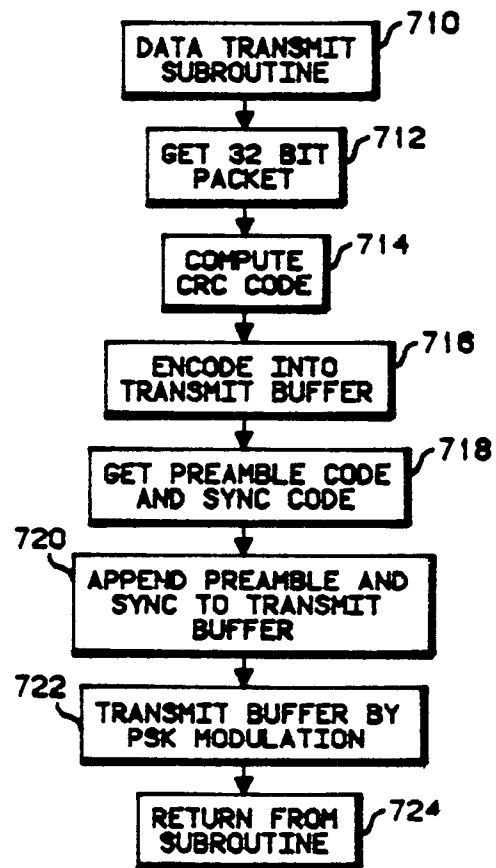 710
DATA TRANSMIT
SUBROUTINE
712
GET 32 BIT
PACKET
714
COMPUTE
CRC CODE
716
ENCODE INTO
TRANSMIT BUFFER
718
GET PREAMBLE CODE
AND SYNC CODE
720
APPEND PREAMBLE AND
SYNC TO TRANSMIT
BUFFER
722
TRANSMIT BUFFER BY
PSK MODULATION
724
RETURN FROM
SUBROUTINE